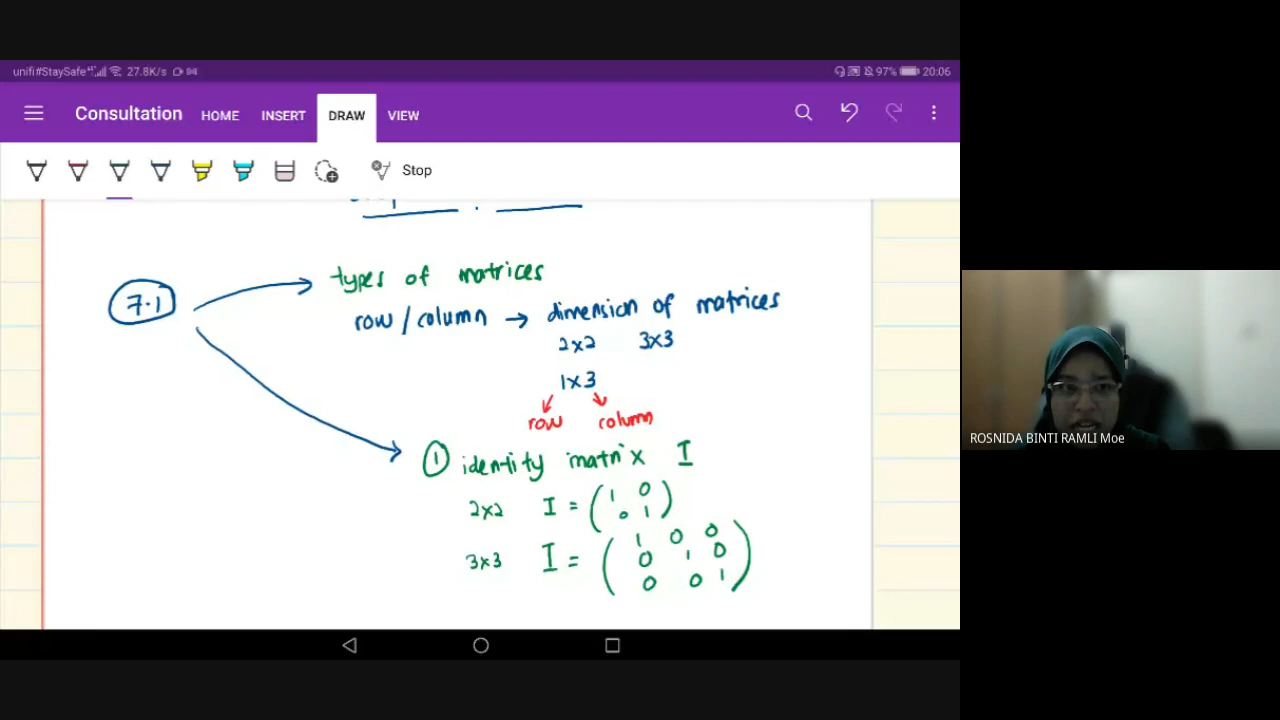 unifi#StaySafe 27.8K/s 97% 20:06
Consultation HOME INSERT DRAW VIEW
Stop
7.1
types of matrices
row / column → dimension of matrices
2x2 3x3
1x3
row column
① identity matrix I
2x2 I = ( 1 0
0 1 )
3x3 I = ( 1 0 0
0 1 0
0 0 1 )
ROSNIDA BINTI RAMLI Moe